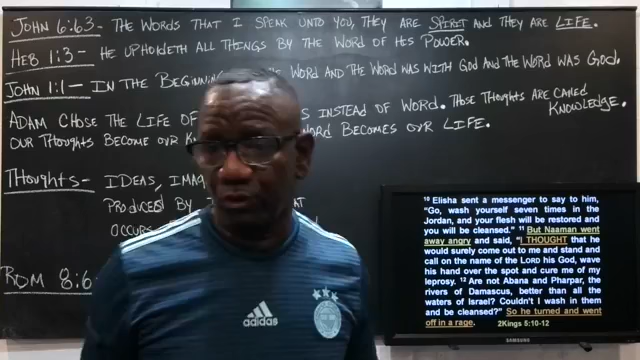 JOHN 6:63- THE WORDS THAT I SPEAK UNTO YOU, THEY ARE SPIRIT AND THEY ARE LIFE.
HEB 1:3- HE UPHOLDETH ALL THINGS BY THE WORD OF HIS POWER.
JOHN 1:1- IN THE BEGINNING THE WORD AND THE WORD WAS WITH GOD AND THE WORD WAS GOD.
ADAM CHOSE THE LIFE OF INSTEAD OF WORD. THOSE THOUGHTS ARE CALLED KNOWLEDGE.
OUR THOUGHTS BECOME OUR WORD BECOMES OUR LIFE.
THOUGHTS- IDEAS,
PRODUCED BY
OCCURS
ROM 8:6
adidas
10 Elisha sent a messenger to say to him,
"Go, wash yourself seven times in the
Jordan, and your flesh will be restored and
you will be cleansed." 11 But Naaman went
away angry and said, "I THOUGHT that he
would surely come out to me and stand and
call on the name of the LORD his God, wave
his hand over the spot and cure me of my
leprosy. 12 Are not Abana and Pharpar, the
rivers of Damascus, better than all the
waters of Israel? Couldn't I wash in them
and be cleansed?" So he turned and went
off in a rage. 2Kings 5:10-12
SAMSUNG